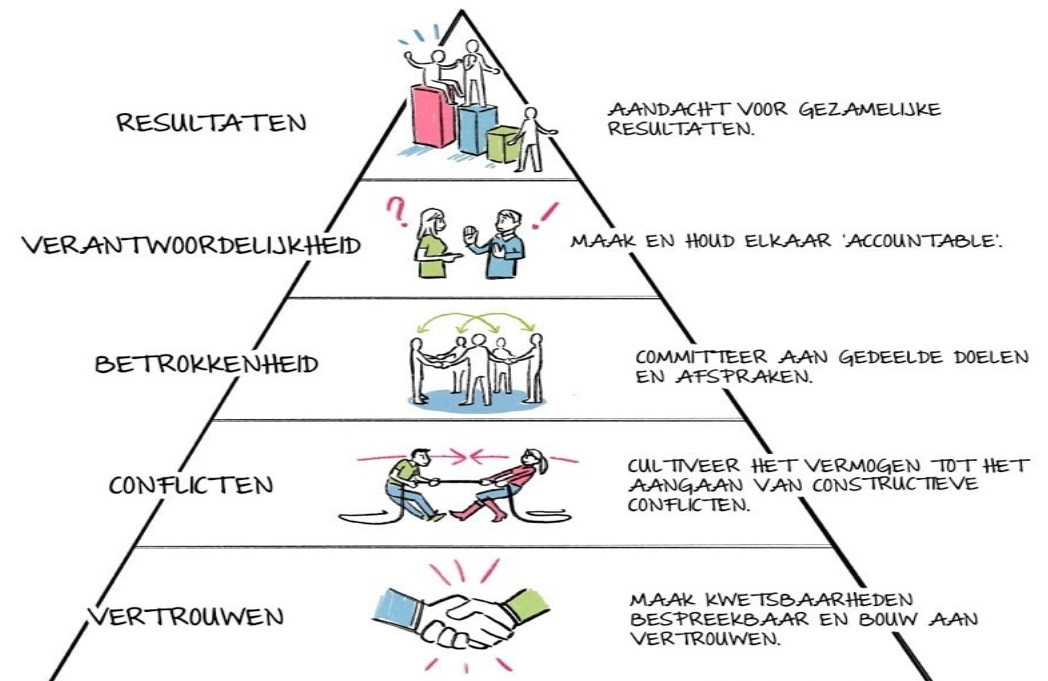 RESULTATEN
AANDACHT VOOR GEZAMELIJKE
RESULTATEN.
?
!
VERANTWOORDELIJKHEID
MAAK EN HOUD ELKAAR 'ACCOUNTABLE'.
BETROKKENHEID
COMMITTEER AAN GEDEELDE DOELEN
EN AFSPRAKEN.
CONFLICTEN
CULTIVEER HET VERMOGEN TOT HET
AANGAAN VAN CONSTRUCTIEVE
CONFLICTEN.
VERTROUWEN
MAAK KWETSBAARHEDEN
BESPREEKBAAR EN BOUW AAN
VERTROUWEN.